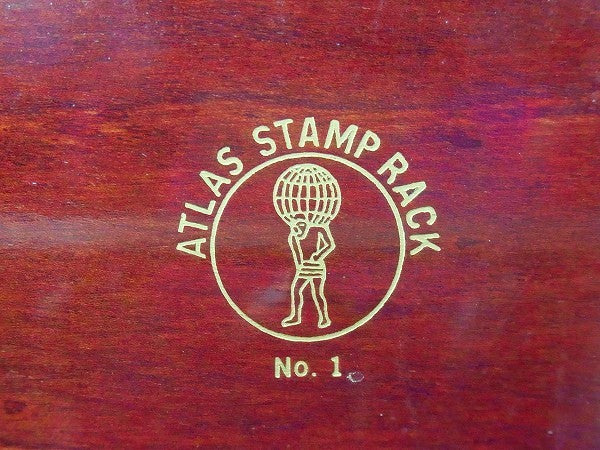 ATLAS STAMP RACK
No. 1